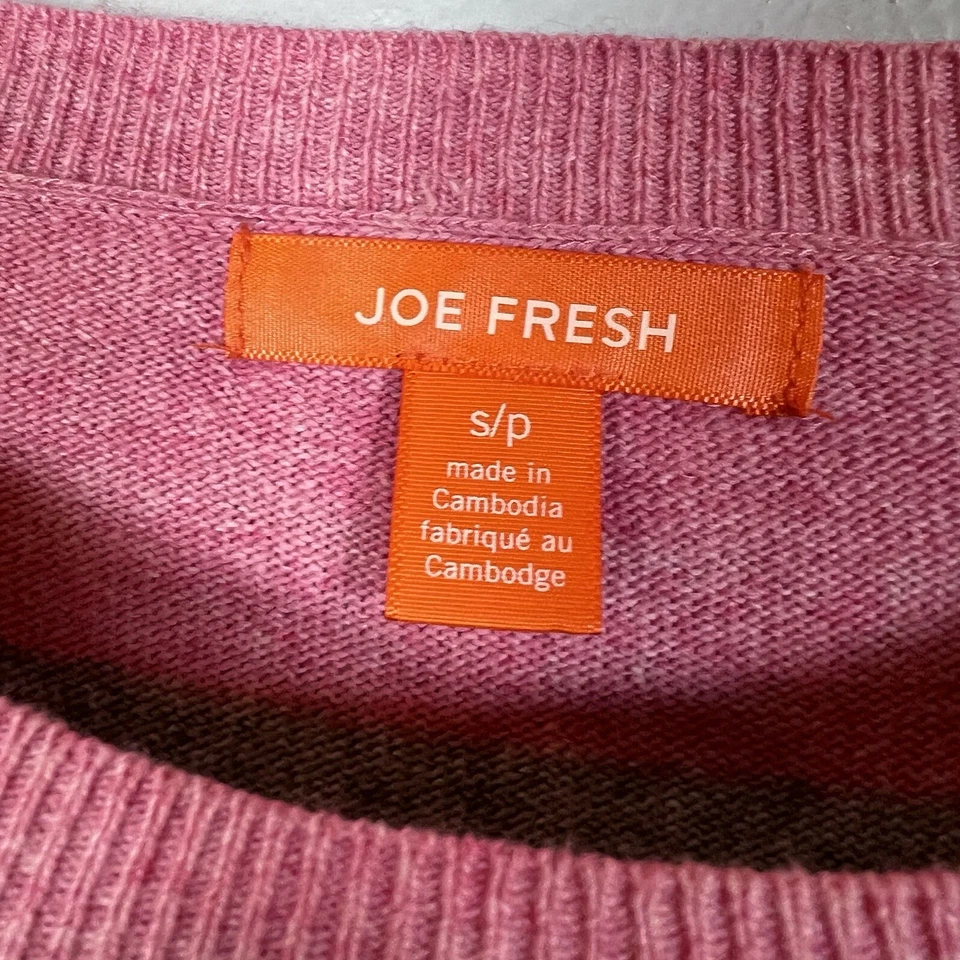 JOE FRESH
s/p
made in
Cambodia
fabriqué au
Cambodge